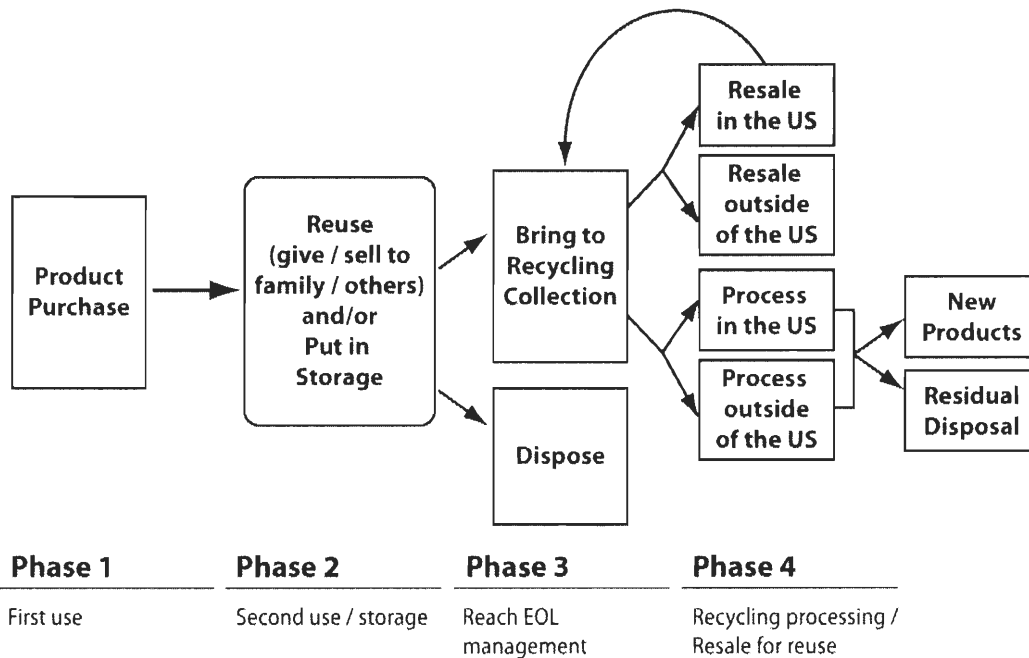 Product
Purchase
Reuse
(give / sell to
family / others)
and/or
Put in
Storage
Bring to
Recycling
Collection
Dispose
Resale
in the US
Resale
outside
of the US
Process
in the US
Process
outside
of the US
New
Products
Residual
Disposal
Phase 1
First use
Phase 2
Second use / storage
Phase 3
Reach EOL
management
Phase 4
Recycling processing /
Resale for reuse